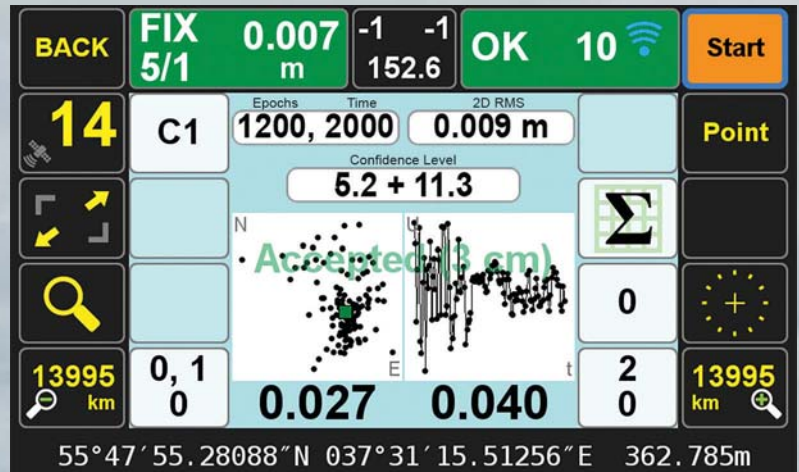 BACK
FIX 0.007
5/1 m
-1 -1
152.6
OK 10
Start
14
C1
Epochs Time
1200, 2000
2D RMS
0.009 m
Point
Confidence Level
5.2 + 11.3
Σ
N
U
Accepted (3 cm)
E
t
0
13995
km
0, 1
0
0.027
0.040
2
0
13995
km
55°47′55.28088″N 037°31′15.51256″E 362.785m